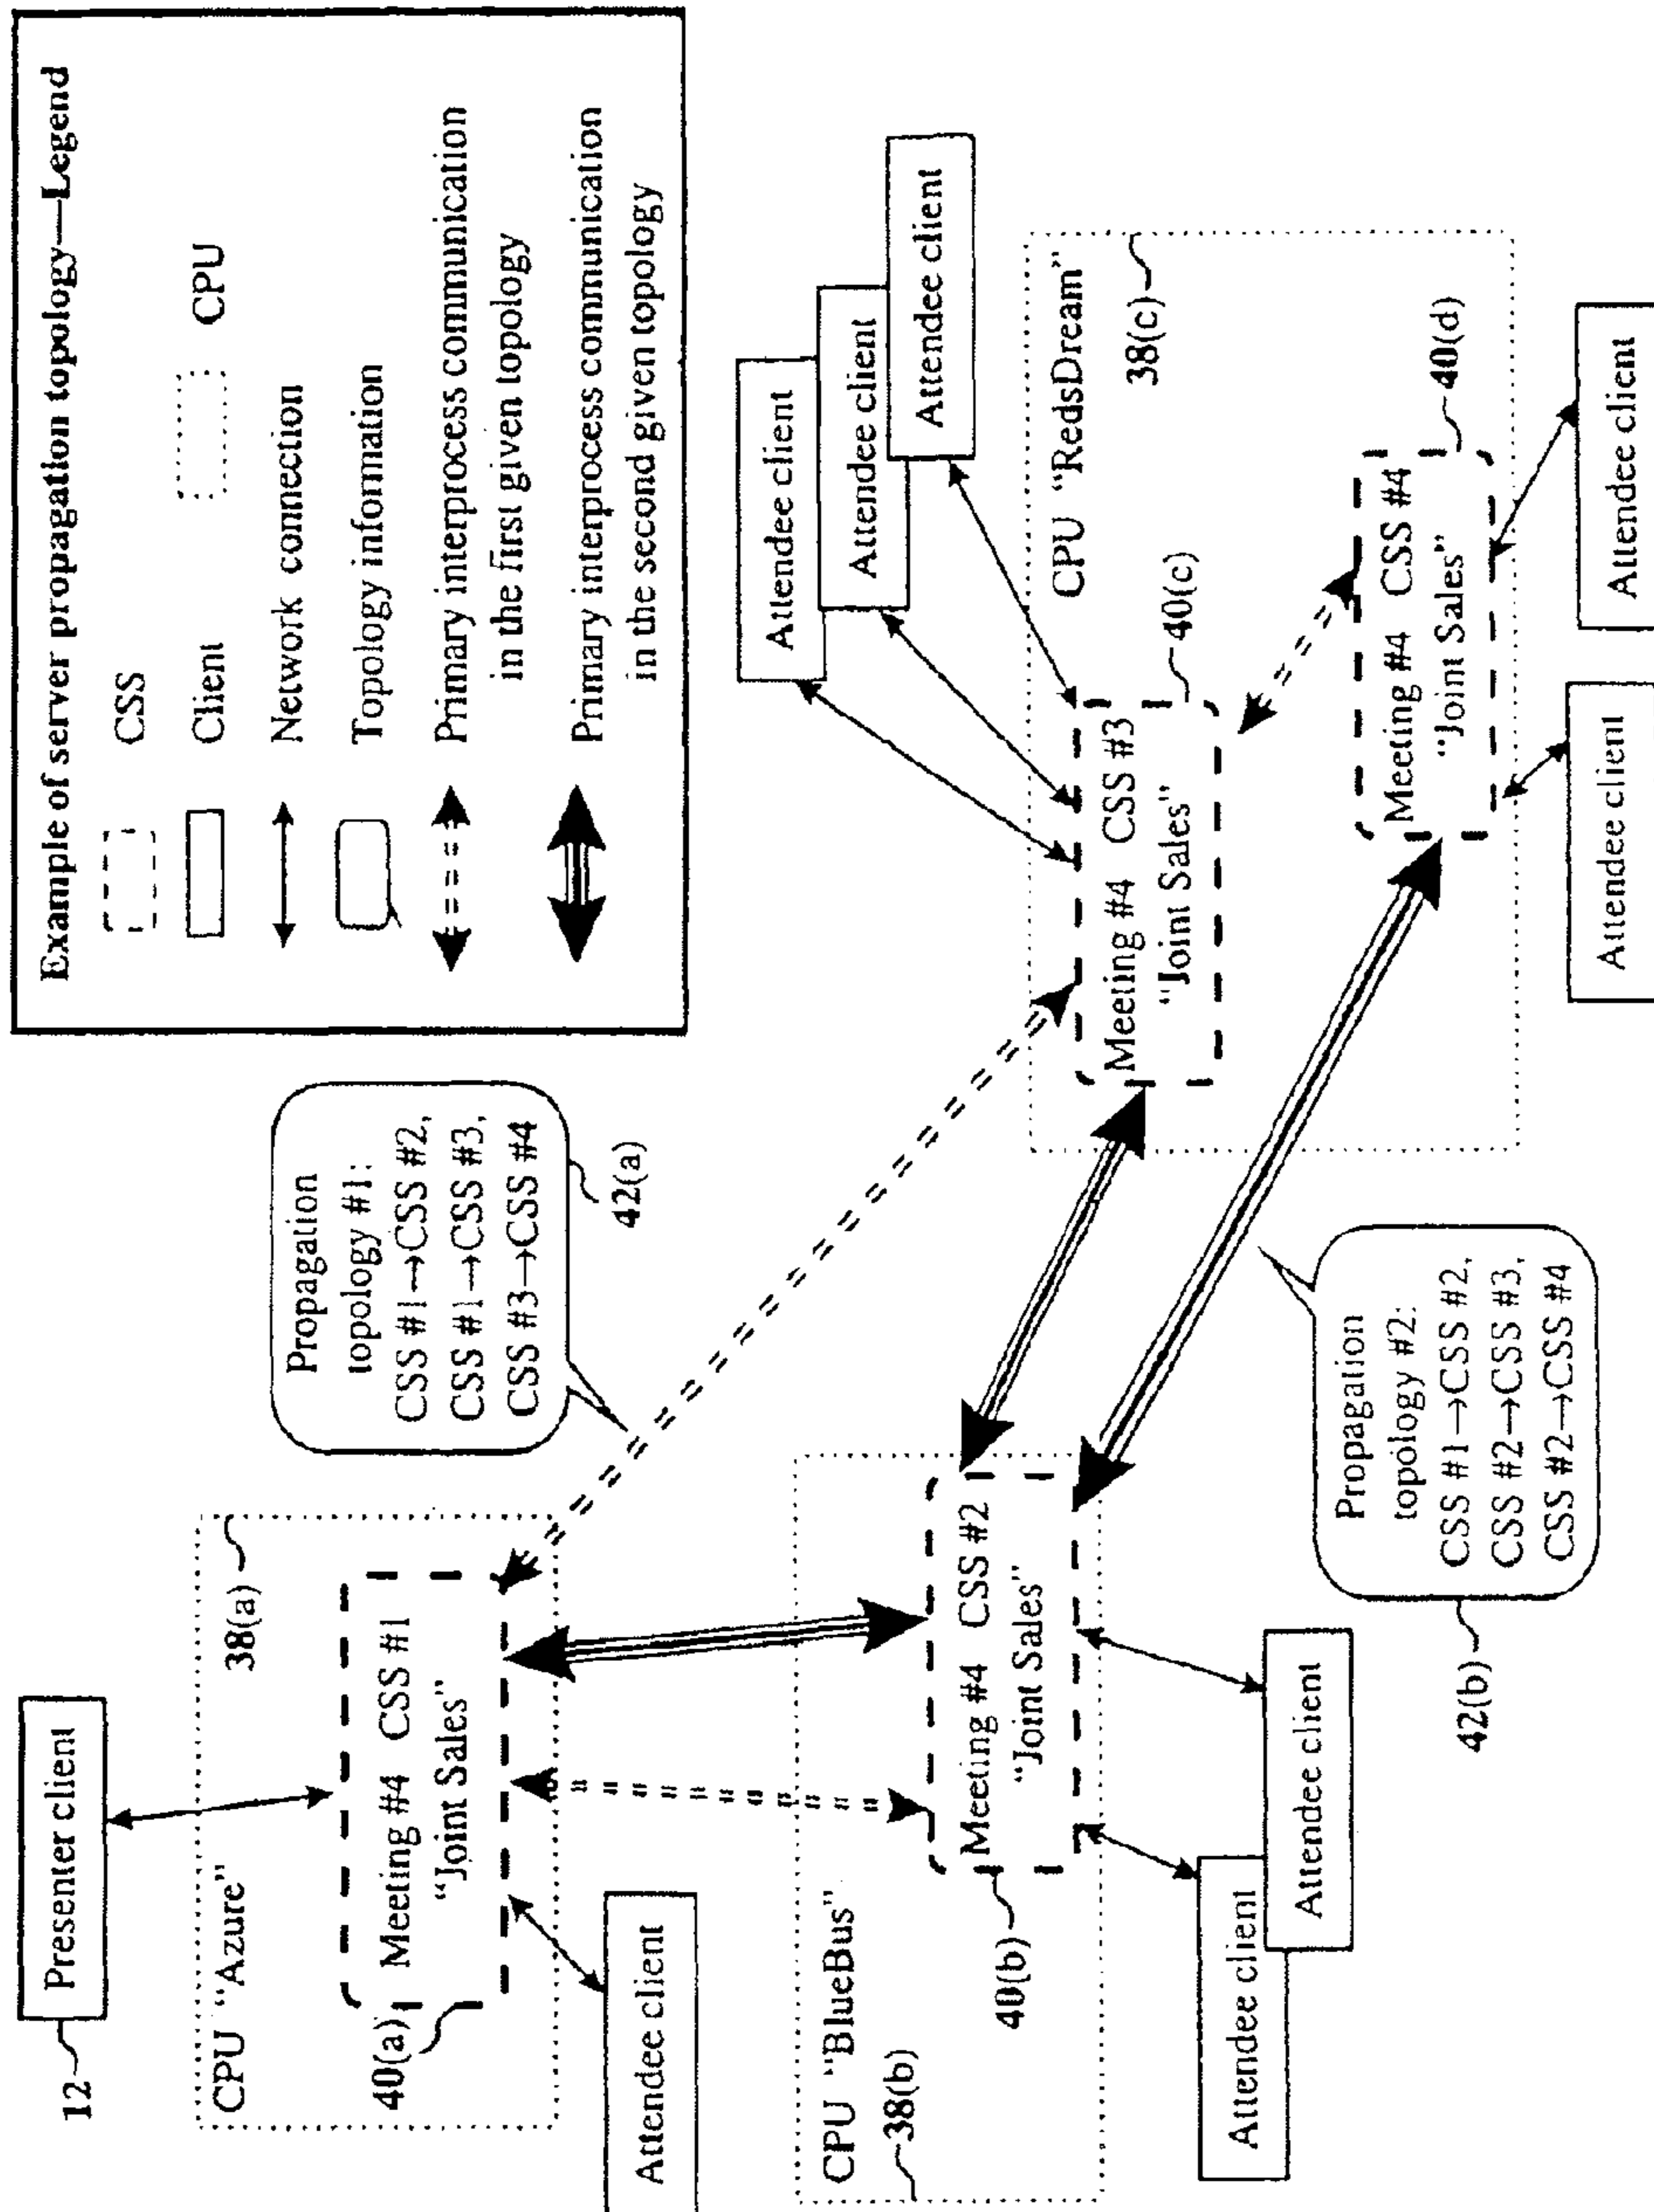 Example of server propagation topology—Legend
CSS
Client
CPU
Network connection
Topology information
Primary interprocess communication
in the first given topology
Primary interprocess communication
in the second given topology
Presenter client
12
CPU "Azure"
38(a)
Meeting #4 CSS #1
"Joint Sales"
40(a)
Attendee client
Propagation
topology #1:
CSS #1→CSS #2,
CSS #1→CSS #3,
CSS #3→CSS #4
42(a)
CPU "BlueBus"
38(b)
Meeting #4 CSS #2
"Joint Sales"
40(b)
Attendee client
Attendee client
Propagation
topology #2:
CSS #1→CSS #2,
CSS #2→CSS #3,
CSS #2→CSS #4
42(b)
Attendee client
Attendee client
Attendee client
CPU "RedsDream"
38(c)
Meeting #4 CSS #3
"Joint Sales"
40(c)
Meeting #4 CSS #4
"Joint Sales"
40(d)
Attendee client
Attendee client